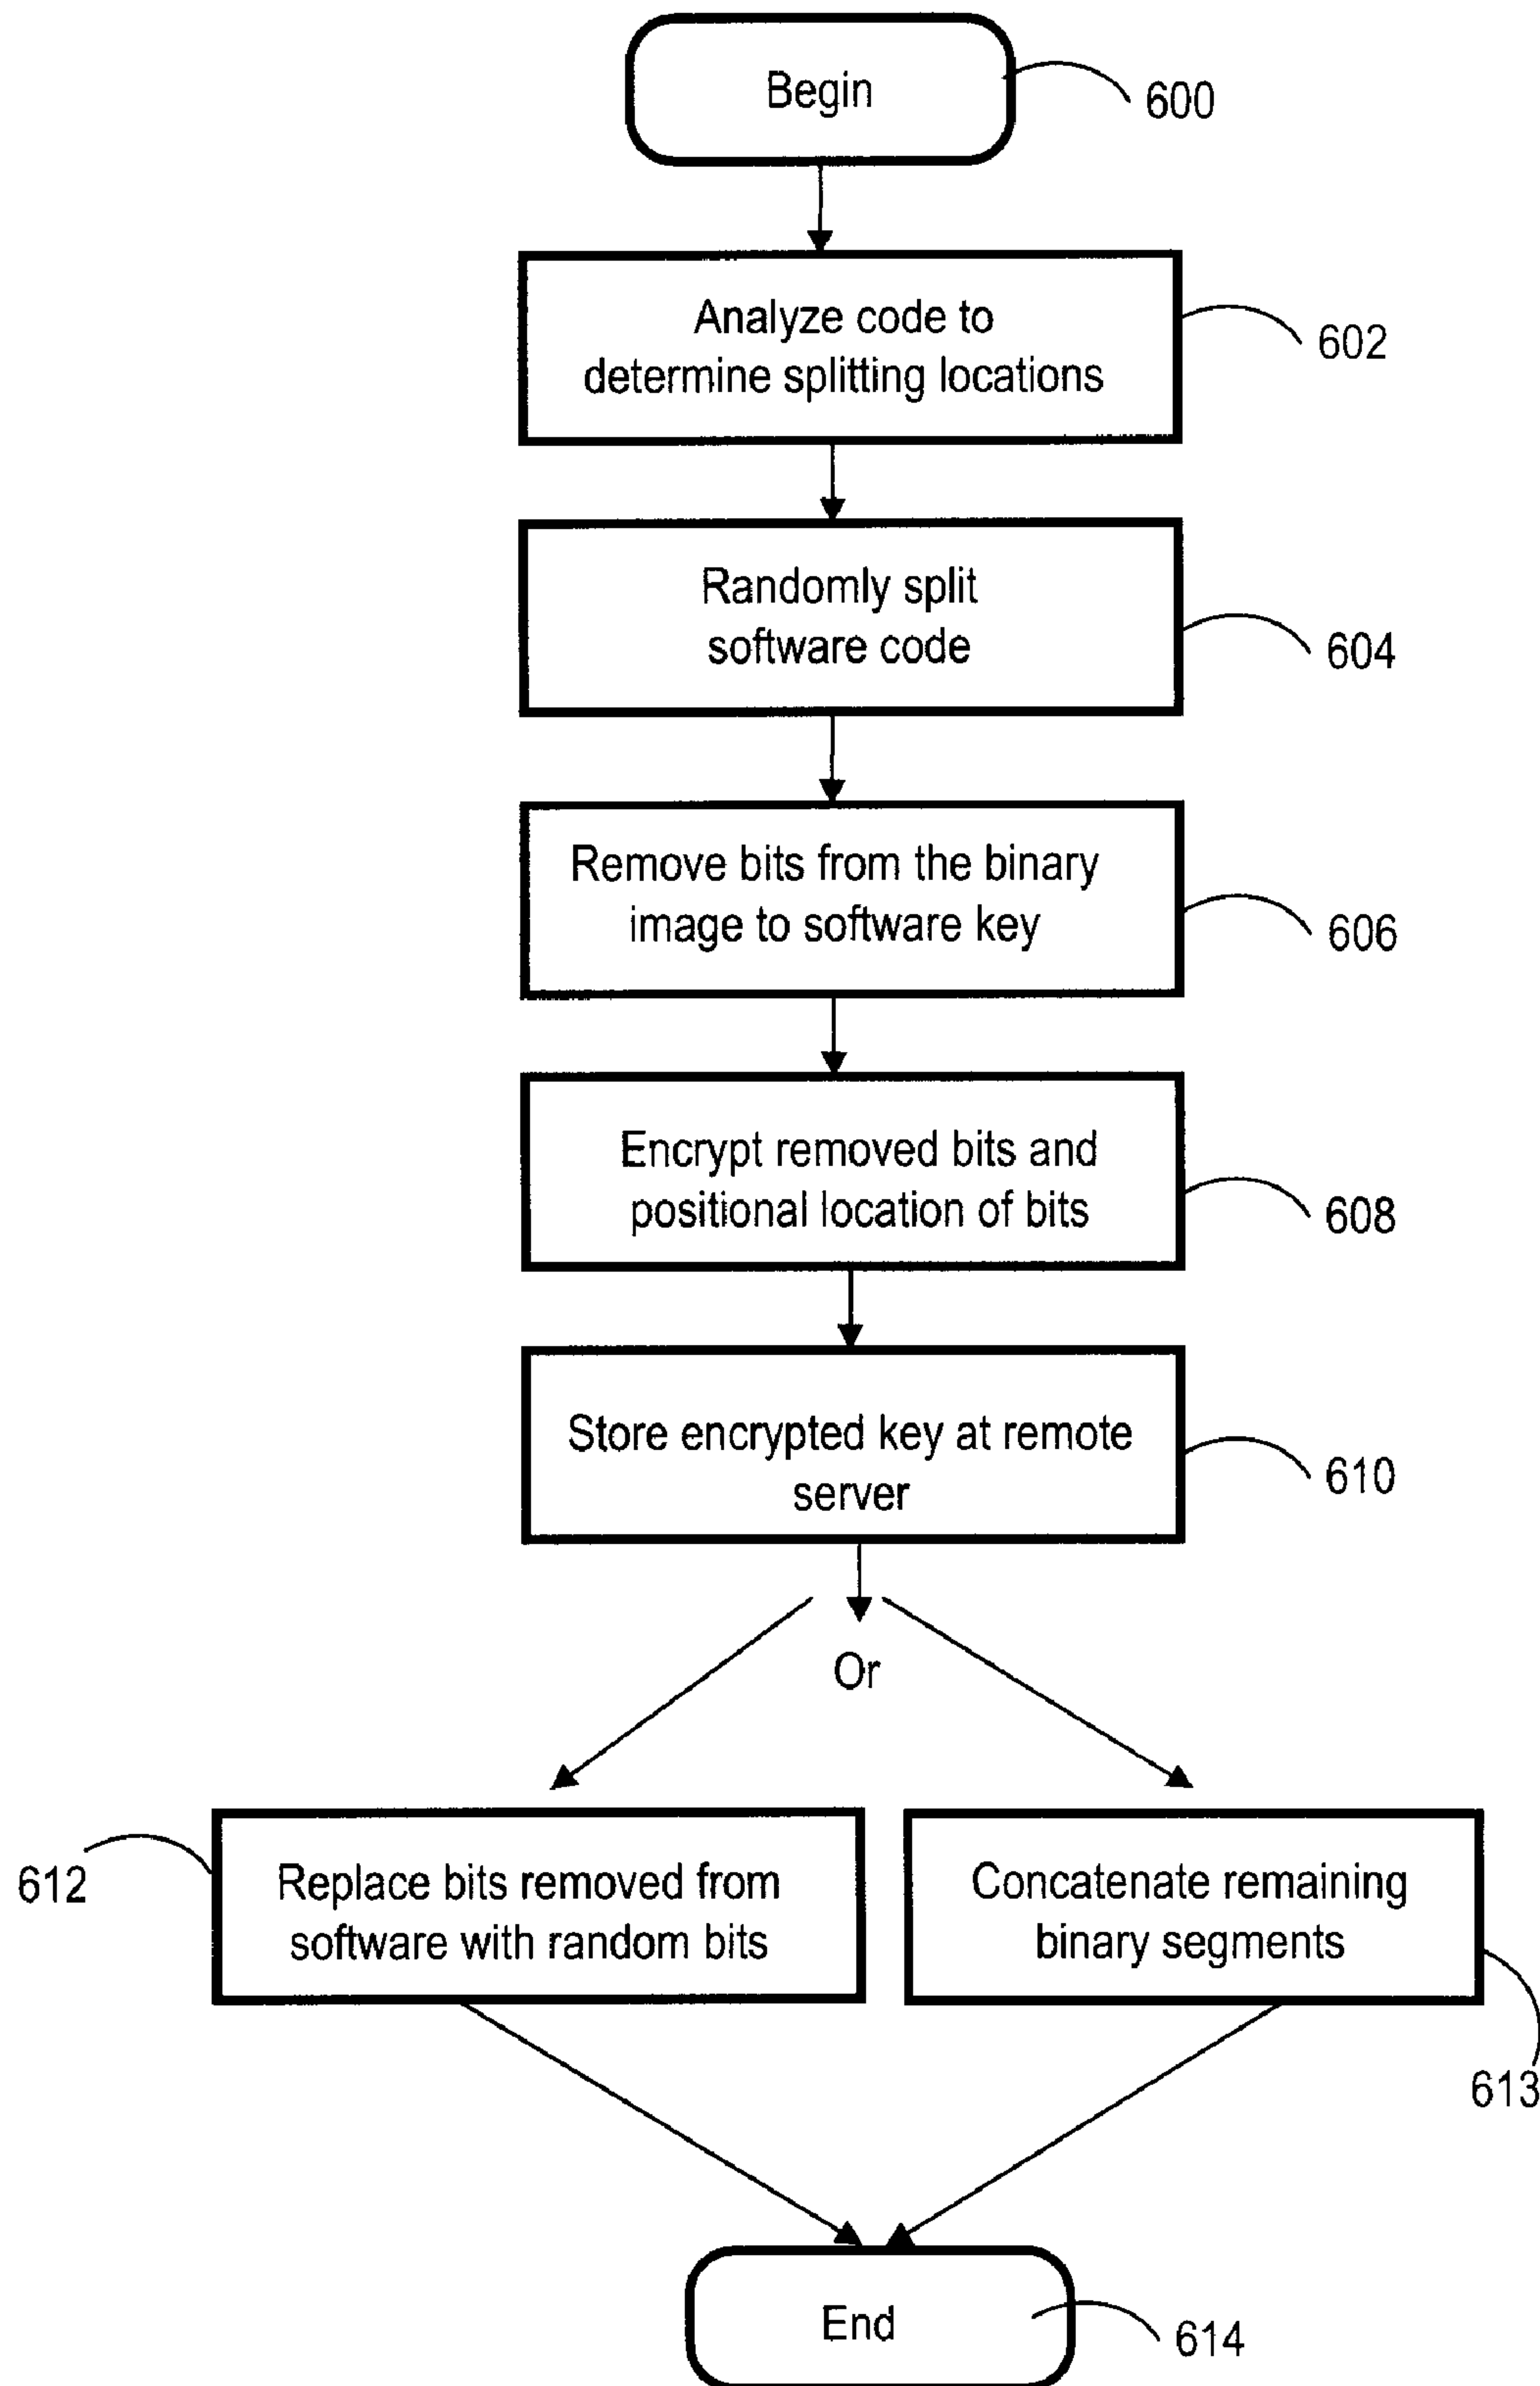 Begin
600
Analyze code to
determine splitting locations
602
Randomly split
software code
604
Remove bits from the binary
image to software key
606
Encrypt removed bits and
positional location of bits
608
Store encrypted key at remote
server
610
Or
612
Replace bits removed from
software with random bits
Concatenate remaining
binary segments
613
End
614